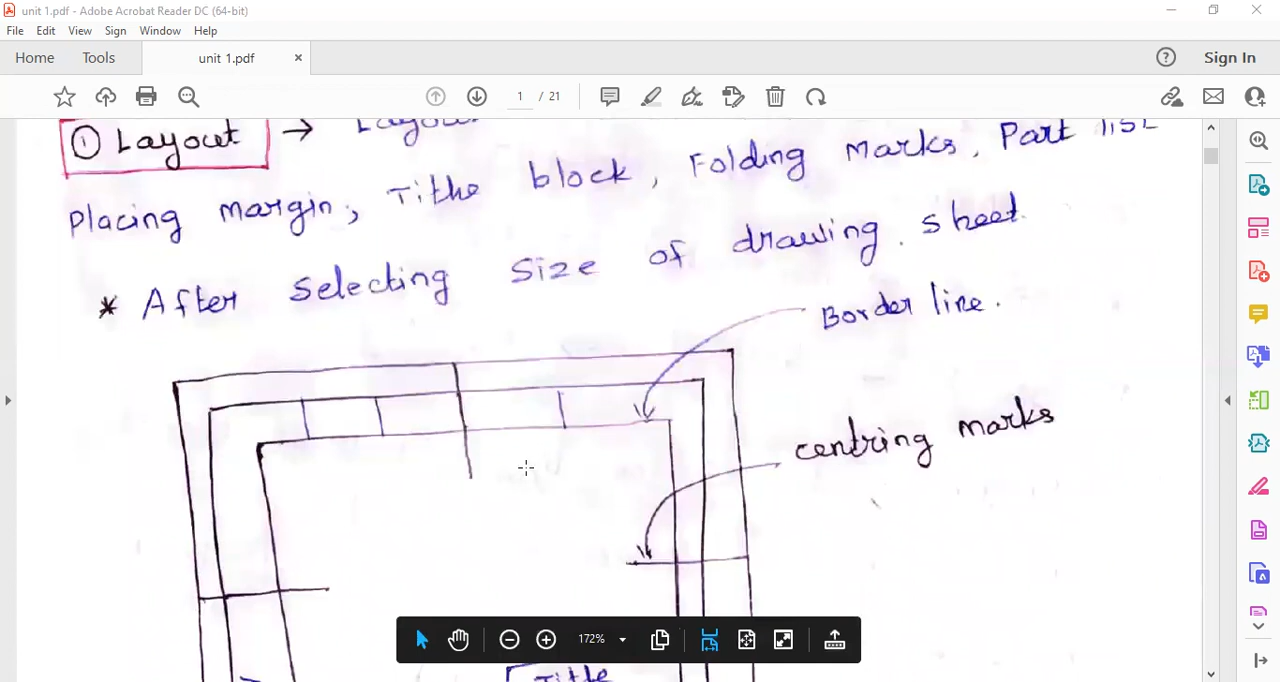 unit 1.pdf - Adobe Acrobat Reader DC (64-bit)
File Edit View Sign Window Help
Home Tools unit 1.pdf × Sign In
1 / 21
① Layout → Layout
Part list
placing margin, Tithe block, Folding Marks,
* After selecting size of drawing sheet
Border line.
centring marks
172%
Title